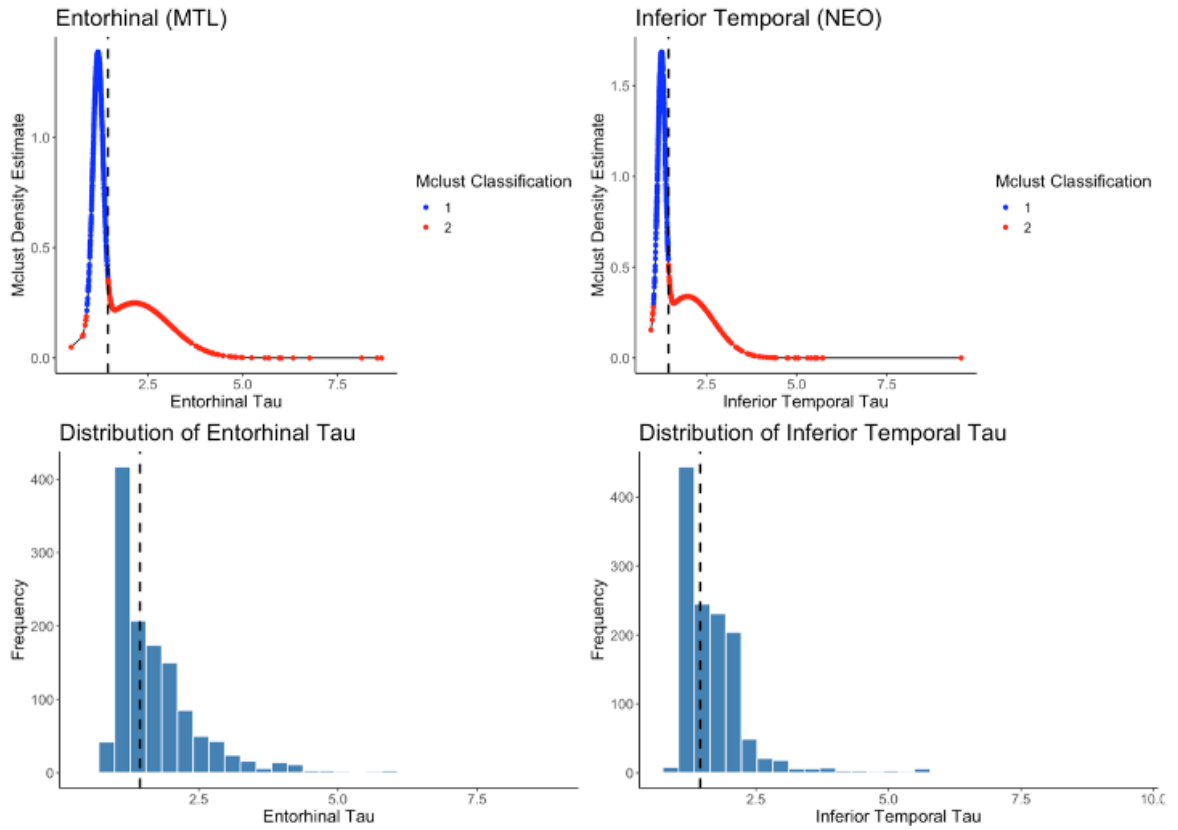 Entorhinal (MTL)
Mclust Density Estimate
1.0
0.5
0.0
2.5 5.0 7.5
Entorhinal Tau
Mclust Classification
1
2
Inferior Temporal (NEO)
Mclust Density Estimate
1.5
1.0
0.5
0.0
2.5 5.0 7.5
Inferior Temporal Tau
Mclust Classification
1
2
Distribution of Entorhinal Tau
Frequency
400
300
200
100
0
2.5 5.0 7.5
Entorhinal Tau
Distribution of Inferior Temporal Tau
Frequency
400
300
200
100
0
2.5 5.0 7.5 10.0
Inferior Temporal Tau